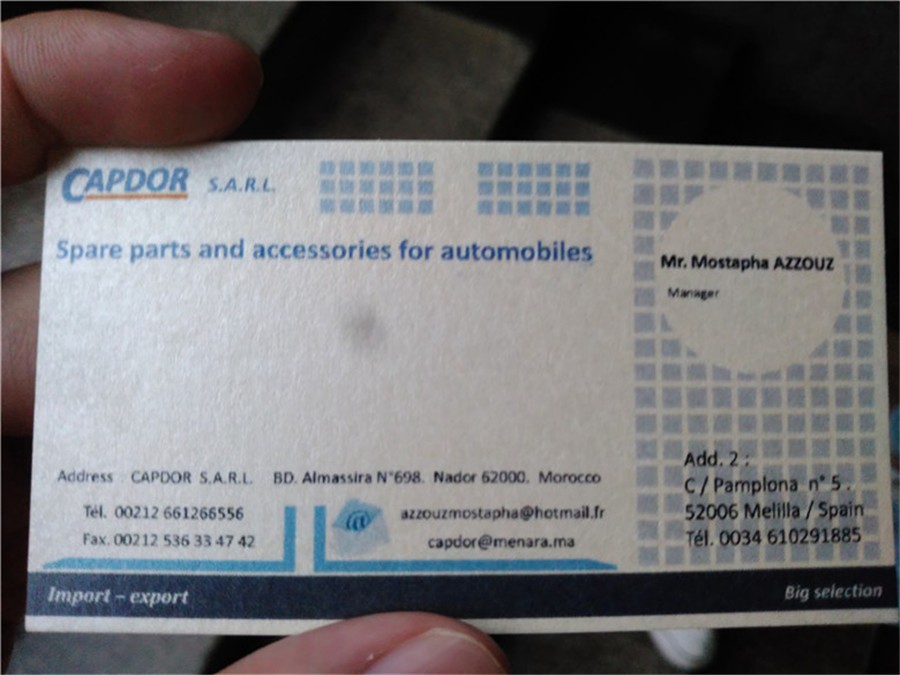 CAPDOR S.A.R.L.
Spare parts and accessories for automobiles
Mr. Mostapha AZZOUZ
Manager
Address CAPDOR S.A.R.L. BD. Almassira N°698. Nador 62000. Morocco
Tél. 00212 661266556
Fax. 00212 536 33 47 42
@
azzouzmostapha@hotmail.fr
capdor@menara.ma
Add. 2 :
C / Pamplona n° 5 .
52006 Melilla / Spain
Tél. 0034 610291885
Import – export
Big selection